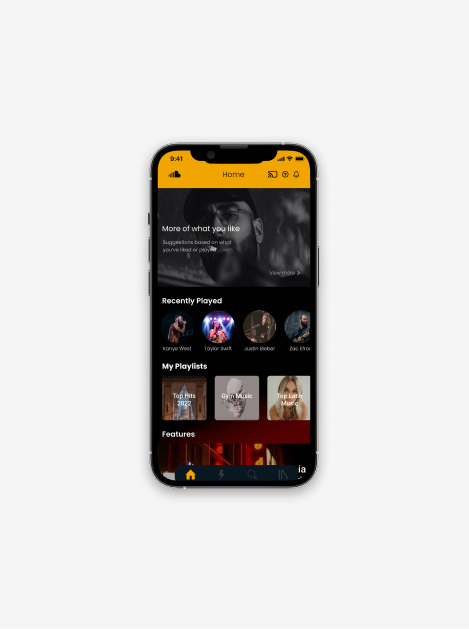 9:41
Home
More of what you like
Suggestions based on what
you've liked or played
View more >
Recently Played
Kanye West
Taylor Swift
Justin Bieber
Zac Efron
My Playlists
Top Hits
2022
Gym Music
Top Latin
Music
Features
ia